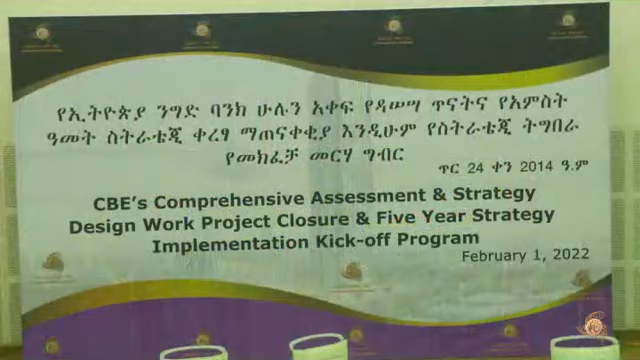 የኢትዮጵያ ንግድ ባንክ ሁሉን አቀፍ የዳሠሣ ጥናትና የአምስት
ዓመት ስትራቴጂ ቀረፃ ማጠናቀቂያ እንዲሁም የስትራቴጂ ትግበራ
የመክፈቻ መርሃ ግብር
ጥር 24 ቀን 2014 ዓ.ም
CBE's Comprehensive Assessment & Strategy
Design Work Project Closure & Five Year Strategy
Implementation Kick-off Program
February 1, 2022